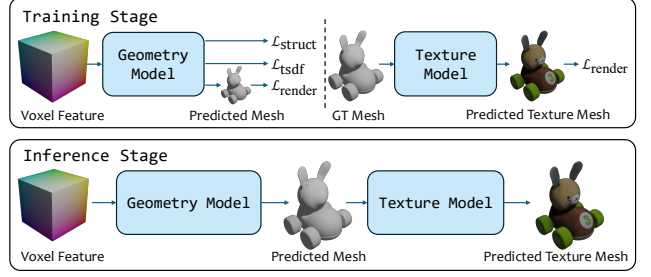 Training Stage
Geometry
Model
ℒstruct
ℒtsdf
ℒrender
Texture
Model
ℒrender
Voxel Feature
Predicted Mesh
GT Mesh
Predicted Texture Mesh
Inference Stage
Geometry Model
Texture Model
Voxel Feature
Predicted Mesh
Predicted Texture Mesh